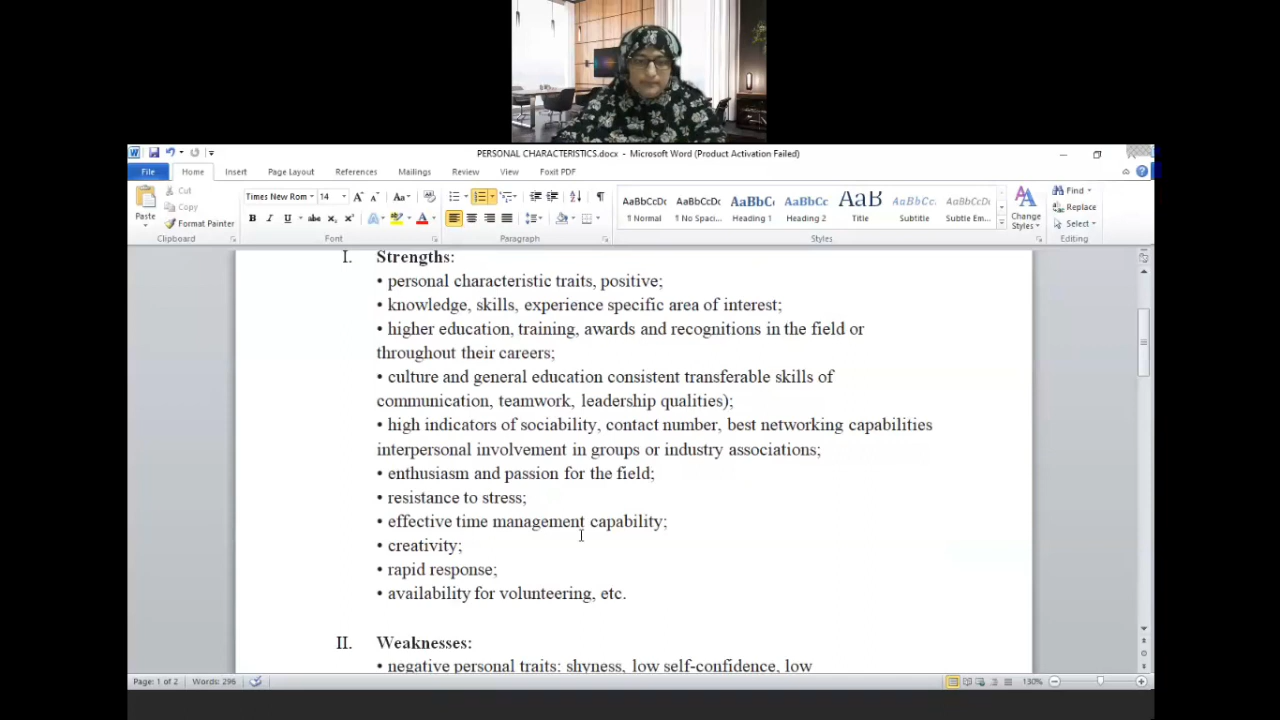 PERSONAL CHARACTERISTICS.docx - Microsoft Word (Product Activation Failed)
File Home Insert Page Layout References Mailings Review View Foxit PDF
Cut
Copy
Format Painter
Paste
Clipboard
Times New Rom 14
Font
Paragraph
AaBbCcDc AaBbCcDc AaBbCc AaBbCc AaB AaBbCc. AaBbCcDc
¶ Normal ¶ No Spaci... Heading 1 Heading 2 Title Subtitle Subtle Em...
Styles
Change Styles
Find
Replace
Select
Editing
I. Strengths:
• personal characteristic traits, positive;
• knowledge, skills, experience specific area of interest;
• higher education, training, awards and recognitions in the field or
throughout their careers;
• culture and general education consistent transferable skills of
communication, teamwork, leadership qualities);
• high indicators of sociability, contact number, best networking capabilities
interpersonal involvement in groups or industry associations;
• enthusiasm and passion for the field;
• resistance to stress;
• effective time management capability;
• creativity;
• rapid response;
• availability for volunteering, etc.
II. Weaknesses:
• negative personal traits: shyness, low self-confidence, low
Page: 1 of 2 Words: 296 130%